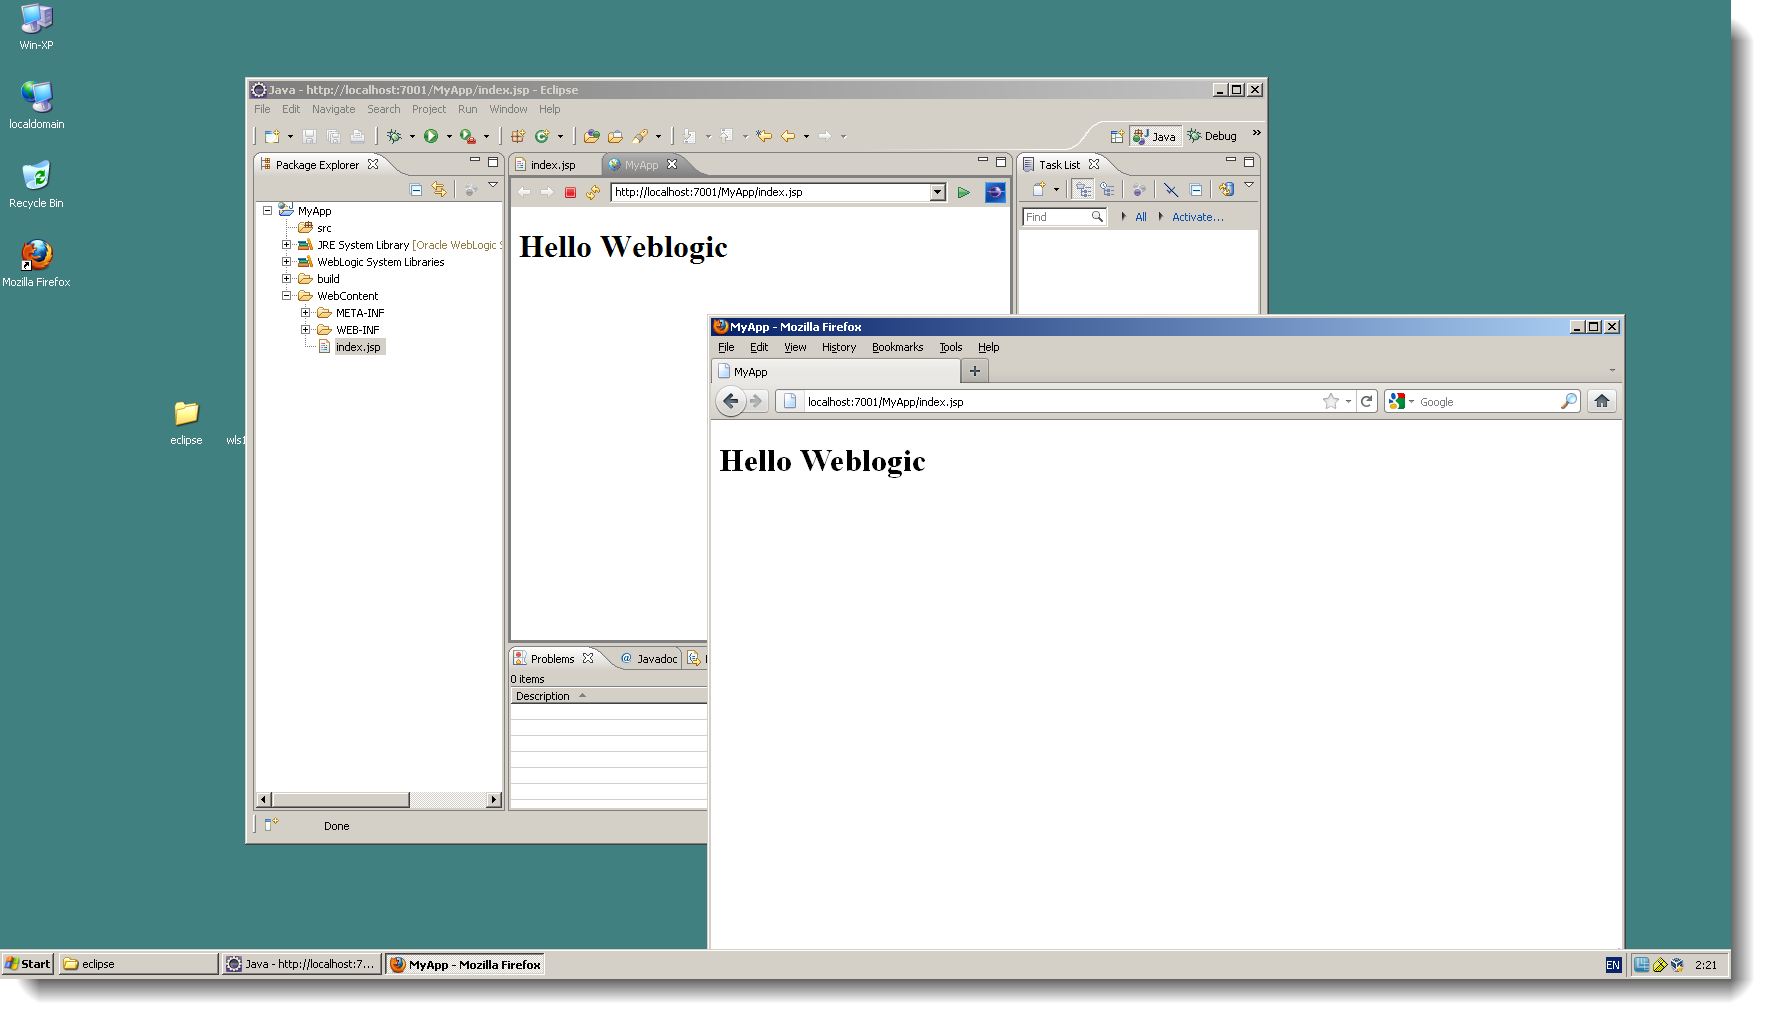 Win-XP
localdomain
Recycle Bin
Mozilla Firefox
eclipse
wls1
Java - http://localhost:7001/MyApp/index.jsp - Eclipse
File Edit Navigate Search Project Run Window Help
Java Debug »
Package Explorer
MyApp
src
JRE System Library [Oracle WebLogic S
WebLogic System Libraries
build
WebContent
META-INF
WEB-INF
index.jsp
index.jsp MyApp
http://localhost:7001/MyApp/index.jsp
Hello Weblogic
Task List
Find All Activate...
Problems @ Javadoc
0 items
Description
Done
MyApp - Mozilla Firefox
File Edit View History Bookmarks Tools Help
MyApp
localhost:7001/MyApp/index.jsp Google
Hello Weblogic
Start eclipse Java - http://localhost:7... MyApp - Mozilla Firefox EN 2:21